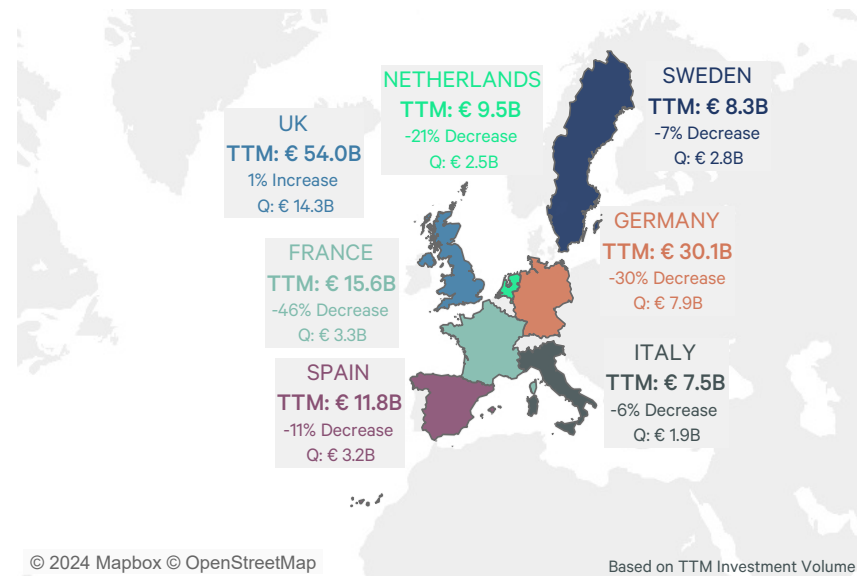 NETHERLANDS
TTM: € 9.5B
-21% Decrease
Q: € 2.5B
SWEDEN
TTM: € 8.3B
-7% Decrease
Q: € 2.8B
UK
TTM: € 54.0B
1% Increase
Q: € 14.3B
GERMANY
TTM: € 30.1B
-30% Decrease
Q: € 7.9B
FRANCE
TTM: € 15.6B
-46% Decrease
Q: € 3.3B
ITALY
TTM: € 7.5B
-6% Decrease
Q: € 1.9B
SPAIN
TTM: € 11.8B
-11% Decrease
Q: € 3.2B
© 2024 Mapbox © OpenStreetMap
Based on TTM Investment Volume